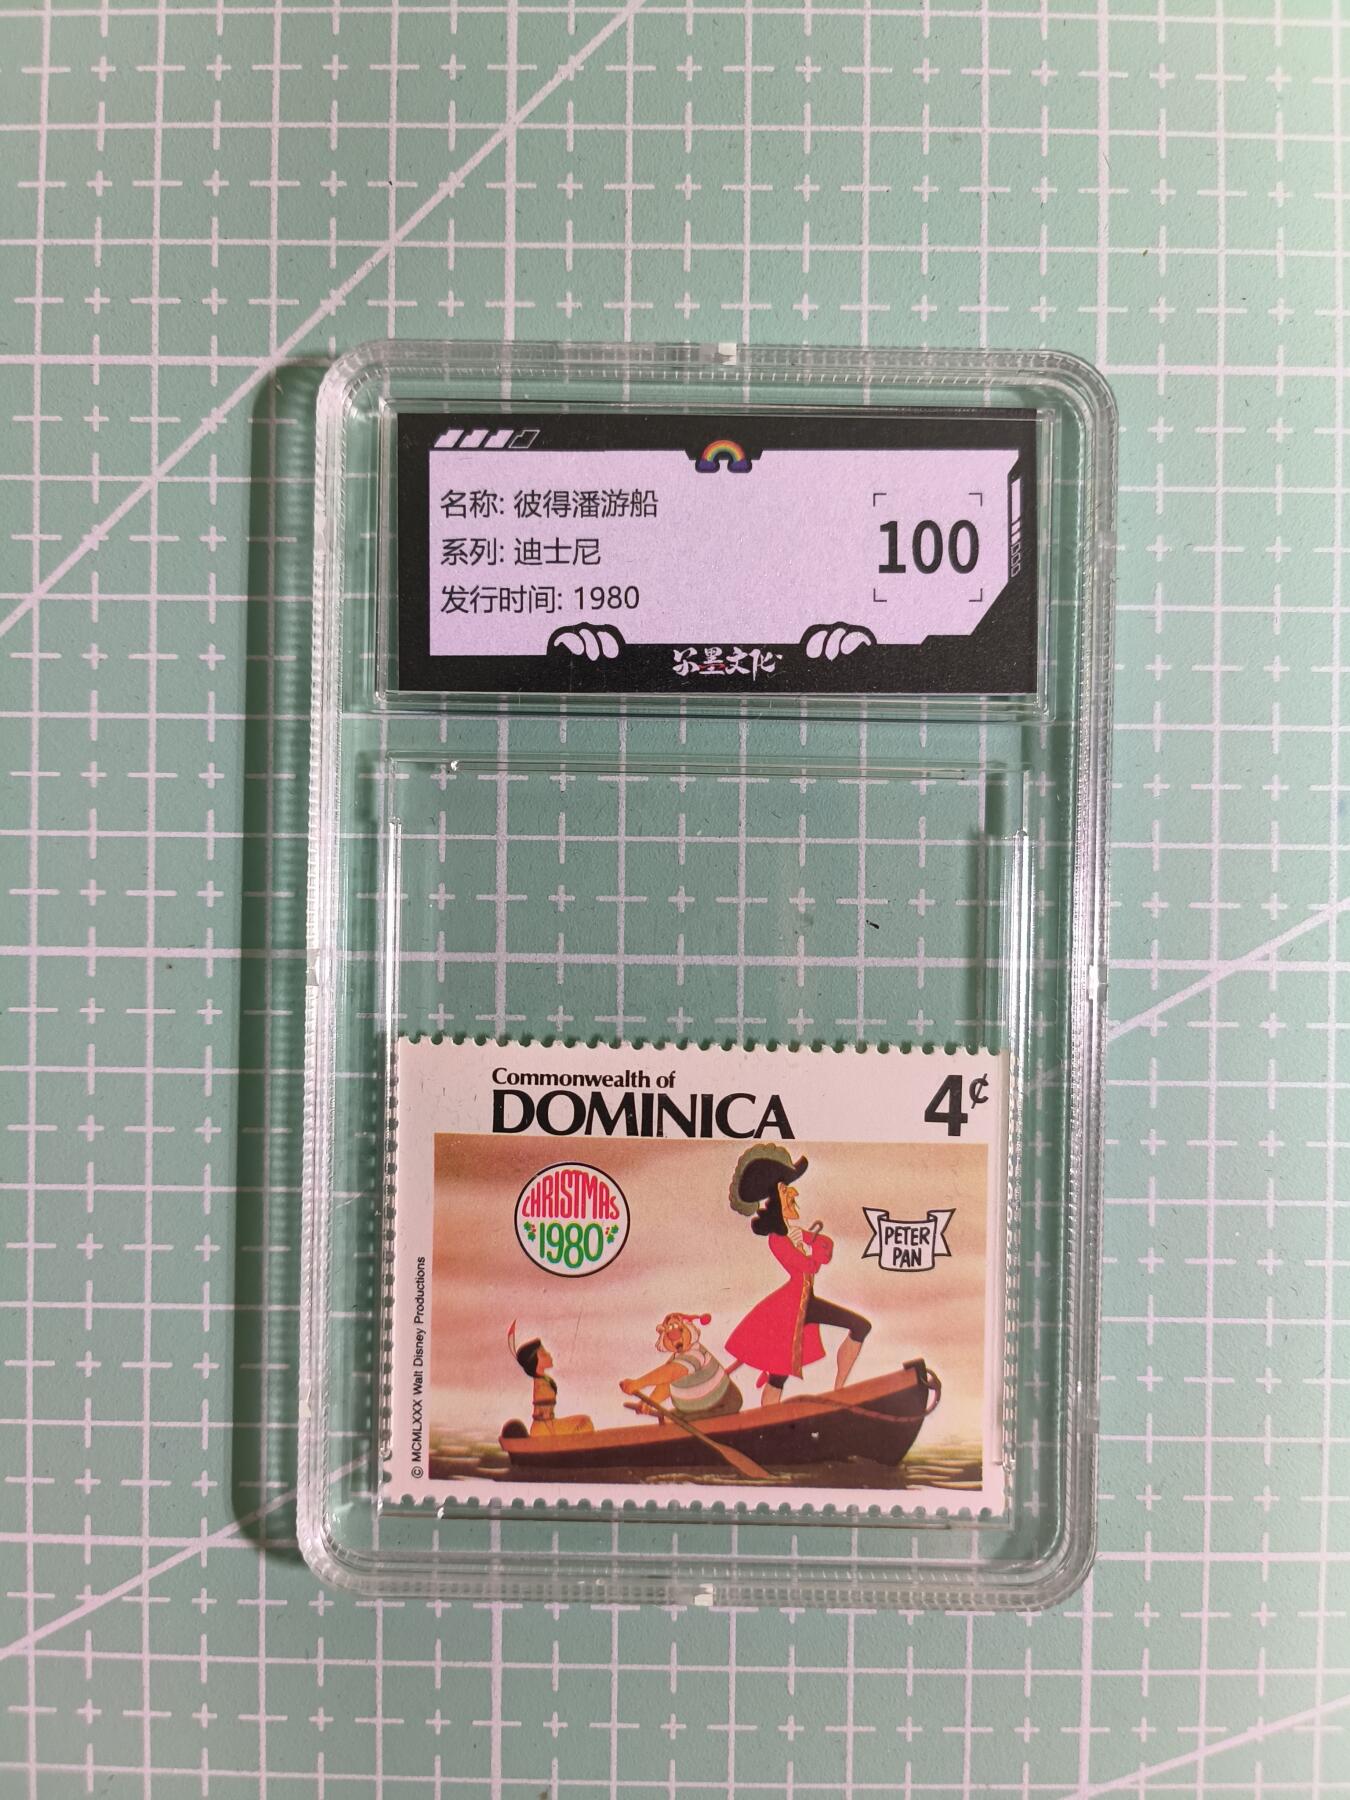 名称: 彼得潘游船
系列: 迪士尼
发行时间: 1980
100
尔墨文化
Commonwealth of
DOMINICA
4¢
CHRISTMAS
1980
PETER
PAN
© MCMLXXX Walt Disney Productions